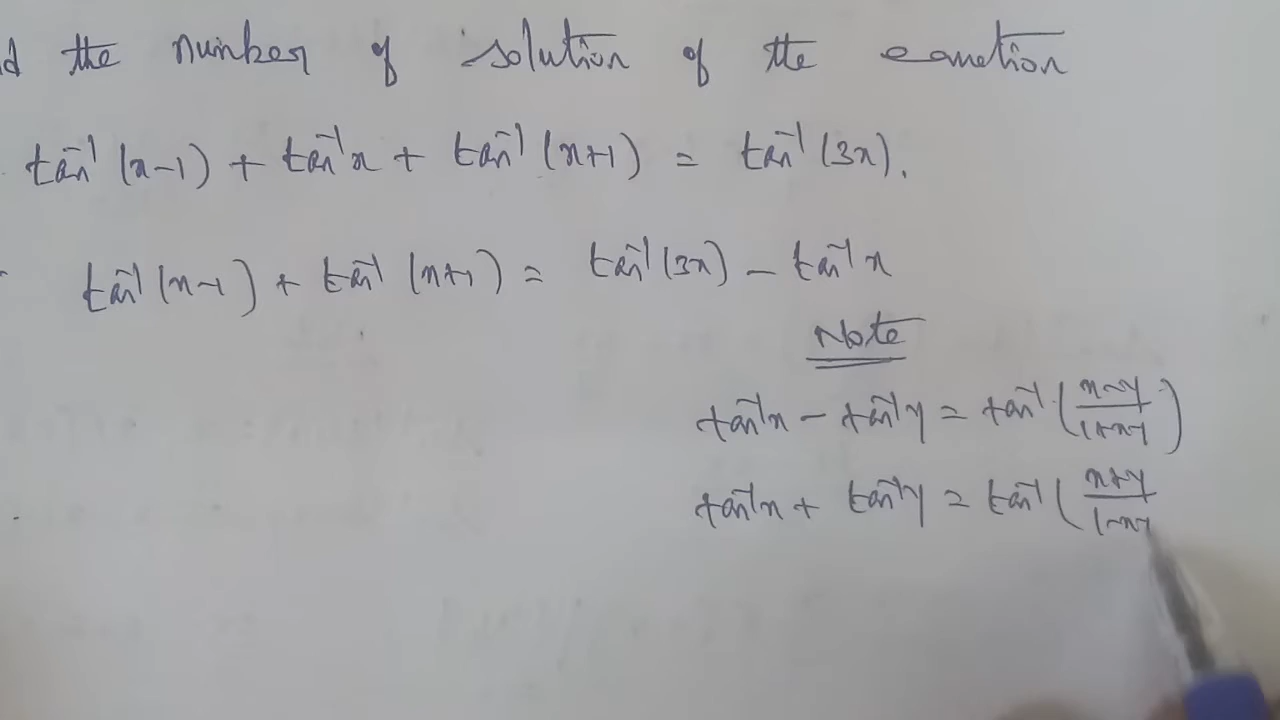 the number of solution of the equation
tan⁻¹(x-1) + tan⁻¹x + tan⁻¹(x+1) = tan⁻¹(3x).
tan⁻¹(x-1) + tan⁻¹(x+1) = tan⁻¹(3x) - tan⁻¹x
Note
tan⁻¹x - tan⁻¹y = tan⁻¹(x-y/1+xy)
tan⁻¹x + tan⁻¹y = tan⁻¹(x+y/1-xy